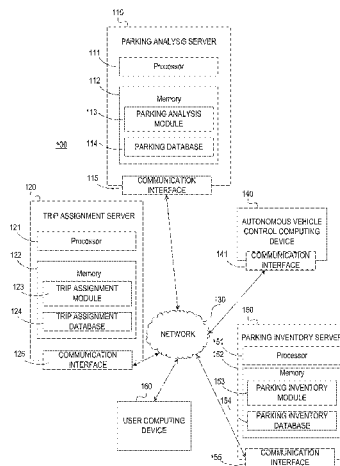 110
PARKING ANALYSIS SERVER
111
Processor
112
Memory
113
PARKING ANALYSIS
MODULE
114
PARKING DATABASE
100
115
COMMUNICATION
INTERFACE
120
TRIP ASSIGNMENT SERVER
121
Processor
122
Memory
123
TRIP ASSIGNMENT
MODULE
124
TRIP ASSIGNMENT
DATABASE
125
COMMUNICATION
INTERFACE
140
AUTONOMOUS VEHICLE
CONTROL COMPUTING
DEVICE
141
COMMUNICATION
INTERFACE
130
NETWORK
150
PARKING INVENTORY SERVER
151
Processor
152
Memory
153
PARKING INVENTORY
MODULE
154
PARKING INVENTORY
DATABASE
155
COMMUNICATION
INTERFACE
160
USER COMPUTING
DEVICE